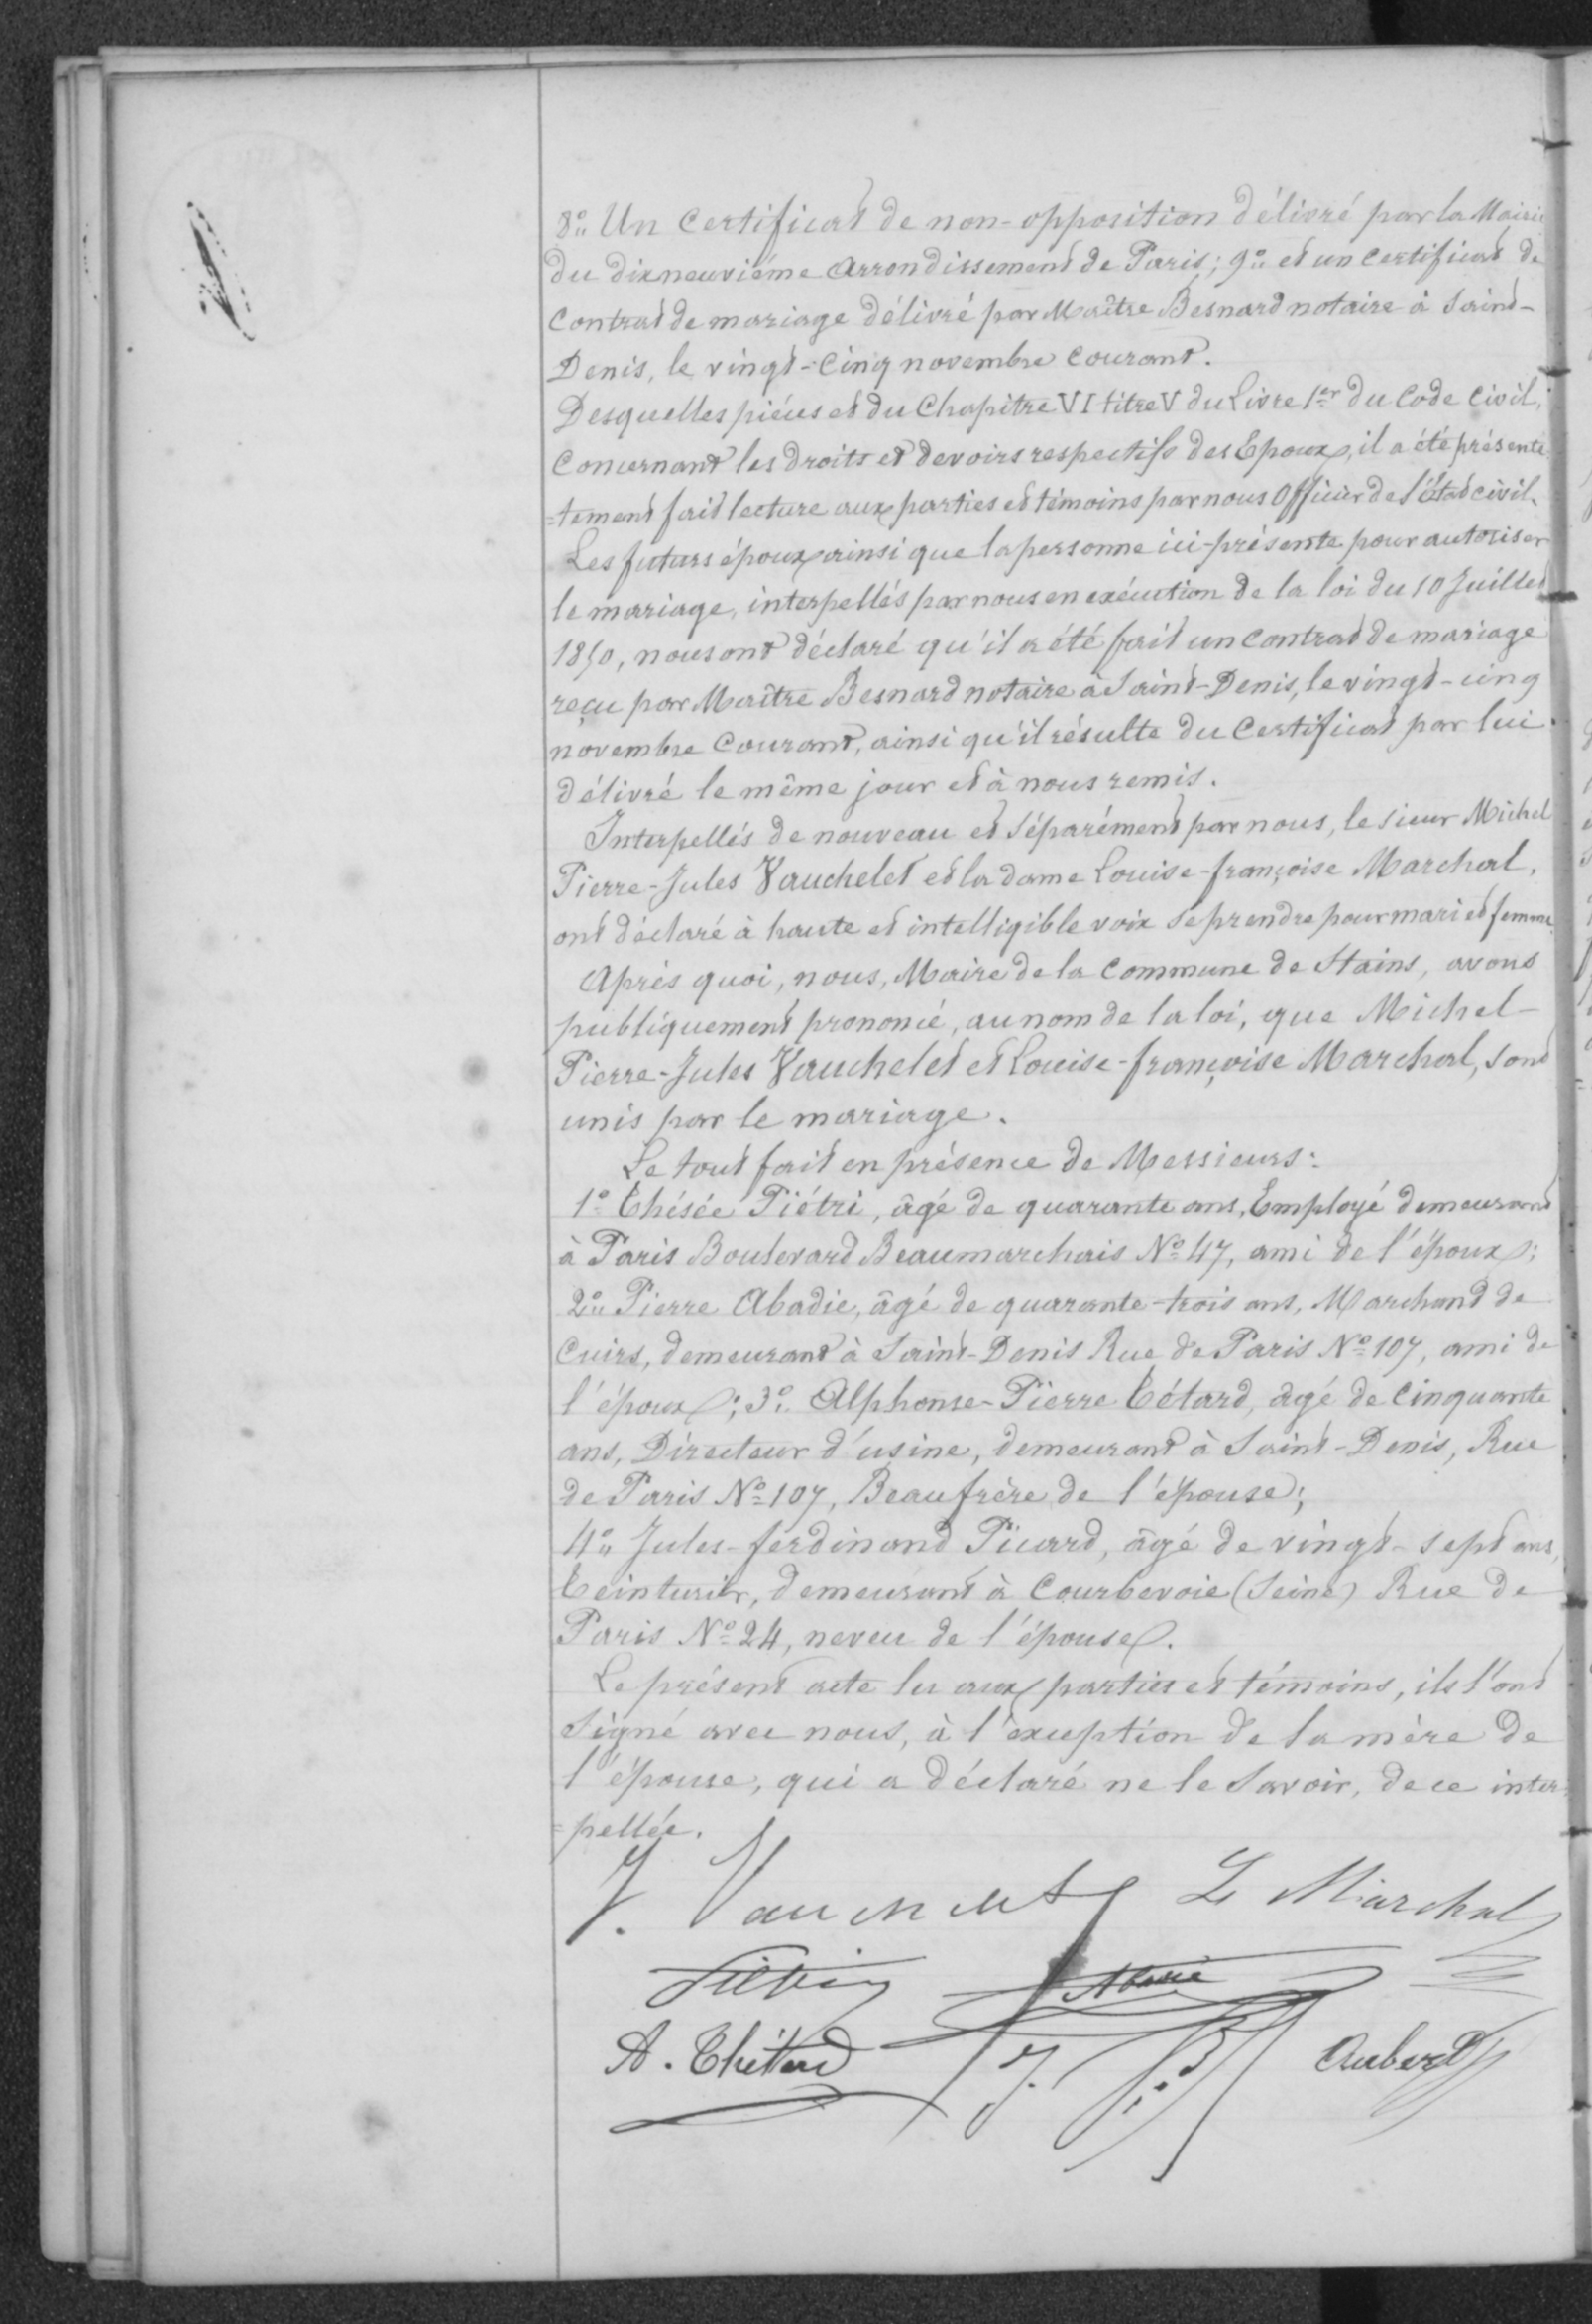 8° Un Certificat de non-opposition délivré par la Mairie
du dixneuvième Arrondissement de Paris; 9° et un Certificat de
Contrat de mariage délivré par Maître Besnard notaire à Saint-
Denis, le vingt-Cinq novembre Courant.
Desquelles pièces et du Chapitre VI titre V du Livre 1er du Code Civil,
Concernant les droits et devoirs respectifs des Epoux, il a été présente
=tement fait lecture aux parties et témoins par nous Officier de l'état civil.
Les futurs époux ainsi que la personne ici-présente pour autoriser
le mariage, interpellés par nous en exécution de la loi du 10 Juillet
1850, nous ont déclaré qu'il a été fait un Contrat de mariage
reçu par Maître Besnard notaire à Saint-Denis, le vingt-cinq
novembre Courant, ainsi qu'il résulte du Certificat par lui
délivré le même jour et à nous remis.
Interpellés de nouveau et séparément par nous, le sieur Michel
Pierre-Jules Vauchelet et la dame Louise-françoise Marchal,
ont déclaré à haute et intelligible voix se prendre pour mari et femme.
Après quoi, nous, Maire de la Commune de Stains, avons
publiquement prononcé, au nom de la loi, que Michel-
Pierre-Jules Vauchelet et Louise-françoise Marchal, sont
unis par le mariage.
Le tout fait en présence de Messieurs:
1° Thésée Piétri, âgé de quarante ans, Employé demeurant
à Paris Boulevard Beaumarchais N° 47, ami de l'époux;
2° Pierre Abadie, âgé de quarante-trois ans, Marchand de
Cuirs, demeurant à Saint-Denis Rue de Paris N° 107, ami de
l'époux; 3° Alphonse-Pierre Tétard, âgé de Cinquante
ans, Directeur d'usine, demeurant à Saint-Denis, Rue
de Paris N° 107, Beaufrère de l'épouse;
4° Jules-ferdinand Picard, âgé de vingt-sept ans,
Teinturier, demeurant à Courbevoie (Seine) Rue de
Paris N° 24, neveu de l'épouse.
Le présent acte lu aux parties et témoins, ils l'ont
Signé avec nous, à l'exception de la mère de
l'épouse, qui a déclaré ne le Savoir, de ce inter
=pellée.
J. Vauchelet L Marchal
Piétri Abadie
A. Thétard J. Aubert